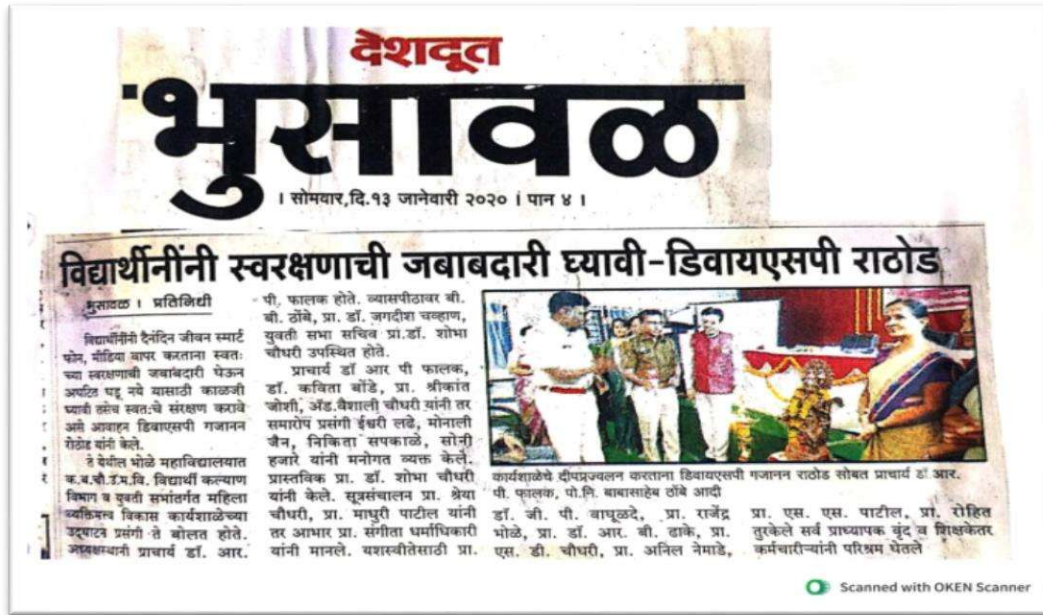 देशदूत
भुसावळ
। सोमवार,दि.१३ जानेवारी २०२० । पान ४ ।
विद्यार्थीनींनी स्वरक्षणाची जबाबदारी घ्यावी-डिवायएसपी राठोड
भुसावळ । प्रतिनिधी
विद्यार्थीनींनी दैनंदिन जीवन स्मार्ट
फोन, मीडिया वापर करताना स्वतः
च्या स्वरक्षणाची जबाबदारी घेऊन
अघटित घडू नये यासाठी काळजी
घ्यावी तसेच स्वतःचे संरक्षण करावे
असे आवाहन डिवायएसपी गजानन
राठोड यांनी केले.
ते येथील भोळे महाविद्यालयात
क.ब.चौ.उ.म.वि. विद्यार्थी कल्याण
विभाग व युवती सभांतर्गत महिला
व्यक्तिमत्त्व विकास कार्यशाळेच्या
उद्घाटन प्रसंगी ते बोलत होते.
अध्यक्षस्थानी प्राचार्य डॉ. आर.
पी. फालक होते. व्यासपीठावर बी.
बी. ठोंबे, प्रा. डॉ. जगदीश चव्हाण,
युवती सभा सचिव प्रा.डॉ. शोभा
चौधरी उपस्थित होते.
प्राचार्य डॉ आर पी फालक,
डॉ. कविता बोंडे, प्रा. श्रीकांत
जोशी, अ‍ॅड.वैशाली चौधरी यांनी तर
समारोप प्रसंगी ईश्वरी लढे, मोनाली
जैन, निकिता सपकाळे, सोनी
हजारे यांनी मनोगत व्यक्त केले.
प्रास्तविक प्रा. डॉ. शोभा चौधरी
यांनी केले. सूत्रसंचालन प्रा. श्रेया
चौधरी, प्रा. माधुरी पाटील यांनी
तर आभार प्रा. संगीता धर्माधिकारी
यांनी मानले. यशस्वीतेसाठी प्रा.
कार्यशाळेचे दीपप्रज्वलन करताना डिवायएसपी गजानन राठोड सोबत प्राचार्य डॉ आर.
पी. फालक, पो.नि. बाबासाहेब ठोंबे आदी
डॉ. जी. पी. वाघूळदे, प्रा. राजेंद्र
भोळे, प्रा. डॉ. आर. बी. ढाके, प्रा.
एस. डी. चौधरी, प्रा. अनिल नेमाडे,
प्रा. एस. एस. पाटील, प्रा. रोहित
तुरकेले सर्व प्राध्यापक वृंद व शिक्षकेतर
कर्मचाऱ्यांनी परिश्रम घेतले
Scanned with OKEN Scanner